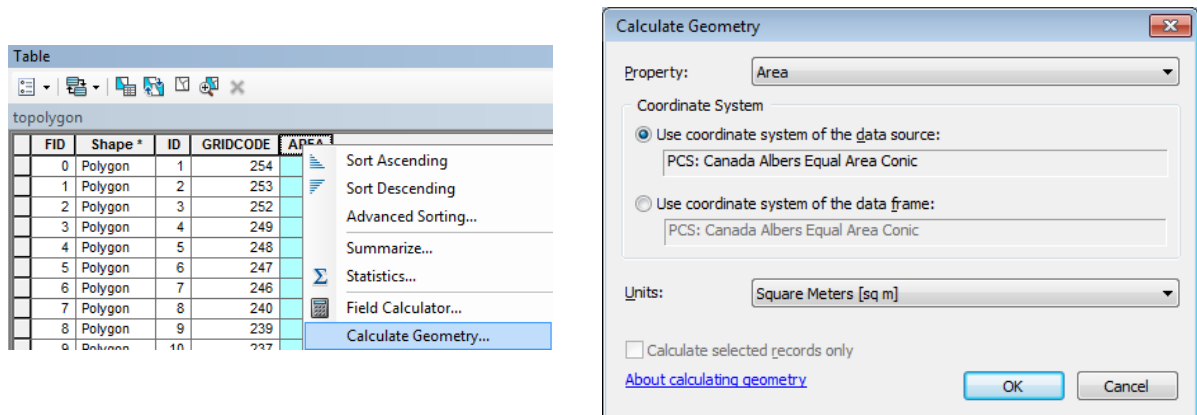 Table
topolygon
FID Shape * ID GRIDCODE AREA
0 Polygon 1 254
1 Polygon 2 253
2 Polygon 3 252
3 Polygon 4 249
4 Polygon 5 248
5 Polygon 6 247
6 Polygon 7 246
7 Polygon 8 240
8 Polygon 9 239
9 Polygon 10 237
Sort Ascending
Sort Descending
Advanced Sorting...
Summarize...
Σ Statistics...
Field Calculator...
Calculate Geometry...
Calculate Geometry
Property: Area
Coordinate System
Use coordinate system of the data source:
PCS: Canada Albers Equal Area Conic
Use coordinate system of the data frame:
PCS: Canada Albers Equal Area Conic
Units: Square Meters [sq m]
Calculate selected records only
About calculating geometry
OK Cancel